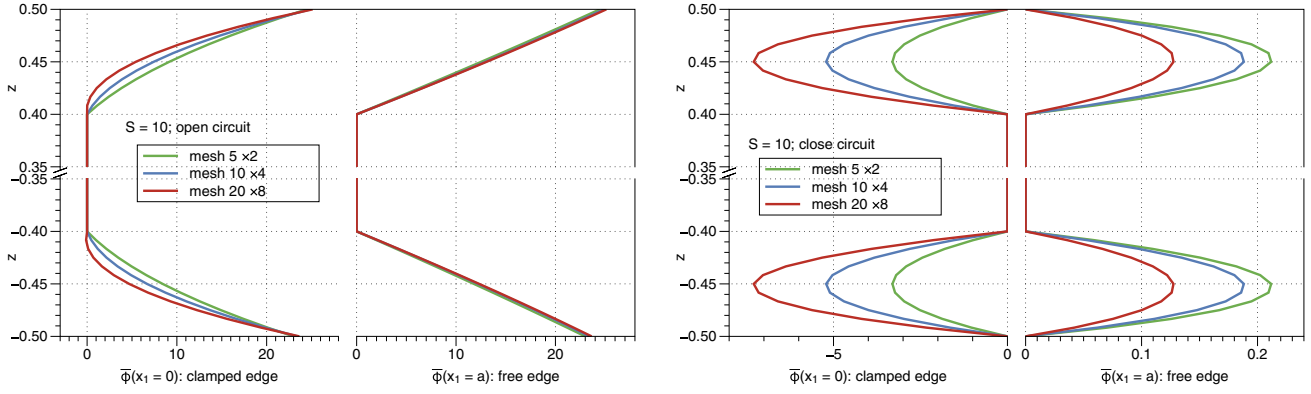 0.50
0.45
z
0.40
0.35
−0.35
−0.40
z
−0.45
−0.50
S = 10; open circuit
mesh 5 ×2
mesh 10 ×4
mesh 20 ×8
0 10 20
0 10 20
ϕ̅(x₁ = 0): clamped edge
ϕ̅(x₁ = a): free edge
0.50
0.45
z
0.40
0.35
−0.35
−0.40
z
−0.45
−0.50
S = 10; close circuit
mesh 5 ×2
mesh 10 ×4
mesh 20 ×8
−5 0
0 0.1 0.2
ϕ̅(x₁ = 0): clamped edge
ϕ̅(x₁ = a): free edge